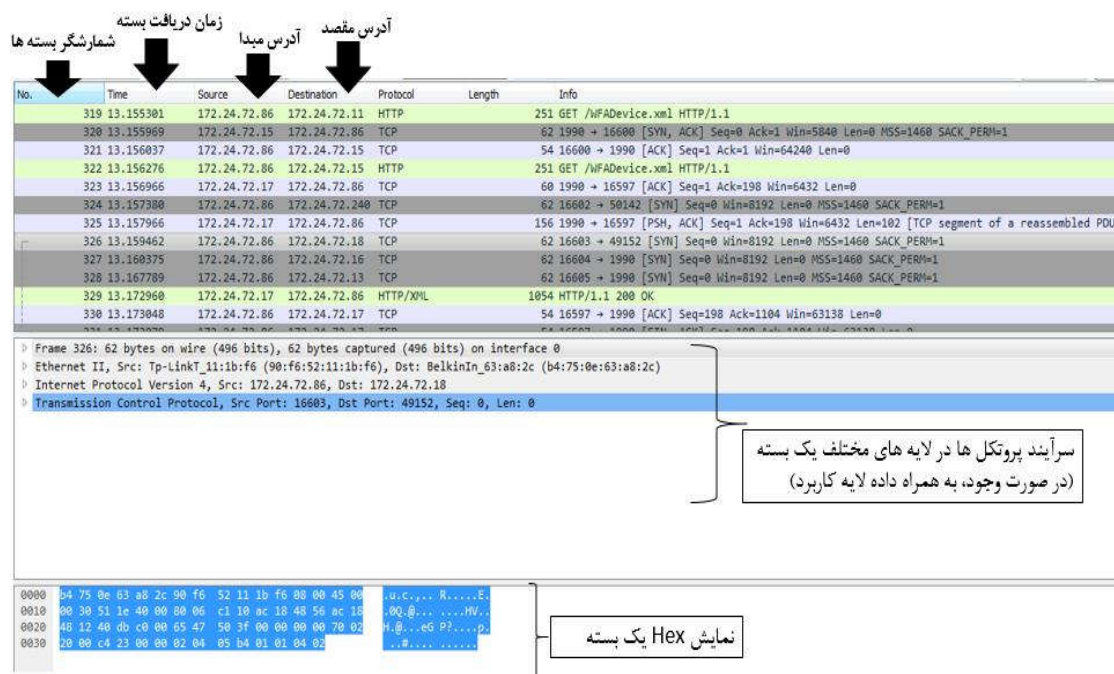 شمارشگر بسته ها
زمان دریافت بسته
آدرس مبدا
آدرس مقصد
No. Time Source Destination Protocol Length Info
319 13.155301 172.24.72.86 172.24.72.11 HTTP 251 GET /WFADevice.xml HTTP/1.1
320 13.155969 172.24.72.15 172.24.72.86 TCP 62 1990 → 16600 [SYN, ACK] Seq=0 Ack=1 Win=5840 Len=0 MSS=1460 SACK_PERM=1
321 13.156037 172.24.72.86 172.24.72.15 TCP 54 16600 → 1990 [ACK] Seq=1 Ack=1 Win=64240 Len=0
322 13.156276 172.24.72.86 172.24.72.15 HTTP 251 GET /WFADevice.xml HTTP/1.1
323 13.156966 172.24.72.17 172.24.72.86 TCP 60 1990 → 16597 [ACK] Seq=1 Ack=198 Win=6432 Len=0
324 13.157380 172.24.72.86 172.24.72.240 TCP 62 16602 → 50142 [SYN] Seq=0 Win=8192 Len=0 MSS=1460 SACK_PERM=1
325 13.157966 172.24.72.17 172.24.72.86 TCP 156 1990 → 16597 [PSH, ACK] Seq=1 Ack=198 Win=6432 Len=102 [TCP segment of a reassembled PDU
326 13.159462 172.24.72.86 172.24.72.18 TCP 62 16603 → 49152 [SYN] Seq=0 Win=8192 Len=0 MSS=1460 SACK_PERM=1
327 13.160375 172.24.72.86 172.24.72.16 TCP 62 16604 → 1990 [SYN] Seq=0 Win=8192 Len=0 MSS=1460 SACK_PERM=1
328 13.167789 172.24.72.86 172.24.72.13 TCP 62 16605 → 1990 [SYN] Seq=0 Win=8192 Len=0 MSS=1460 SACK_PERM=1
329 13.172960 172.24.72.17 172.24.72.86 HTTP/XML 1054 HTTP/1.1 200 OK
330 13.173048 172.24.72.86 172.24.72.17 TCP 54 16597 → 1990 [ACK] Seq=198 Ack=1104 Win=63138 Len=0
Frame 326: 62 bytes on wire (496 bits), 62 bytes captured (496 bits) on interface 0
Ethernet II, Src: Tp-LinkT_11:1b:f6 (90:f6:52:11:1b:f6), Dst: BelkinIn_63:a8:2c (b4:75:0e:63:a8:2c)
Internet Protocol Version 4, Src: 172.24.72.86, Dst: 172.24.72.18
Transmission Control Protocol, Src Port: 16603, Dst Port: 49152, Seq: 0, Len: 0
سرآیند پروتکل ها در لایه های مختلف یک بسته
(در صورت وجود، به همراه داده لایه کاربرد)
0000 b4 75 0e 63 a8 2c 90 f6 52 11 1b f6 08 00 45 00 .u.c.,.. R.....E.
0010 00 30 51 1e 40 00 80 06 c1 10 ac 18 48 56 ac 18 .0Q.@... ....HV..
0020 48 12 40 db c0 00 65 47 50 3f 00 00 00 00 70 02 H.@...eG P?....p.
0030 20 00 c4 23 00 00 02 04 05 b4 01 01 04 02 ..#.... ......
نمایش Hex یک بسته